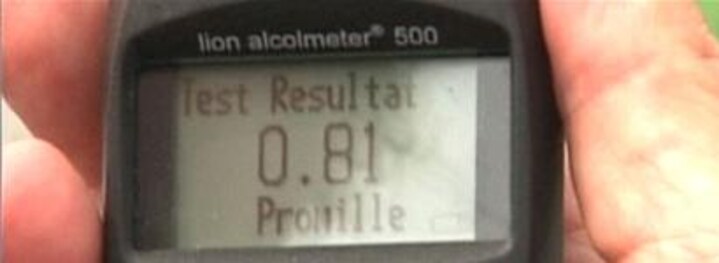 lion alcolmeter® 500
Test Resultat
0.81
Promille